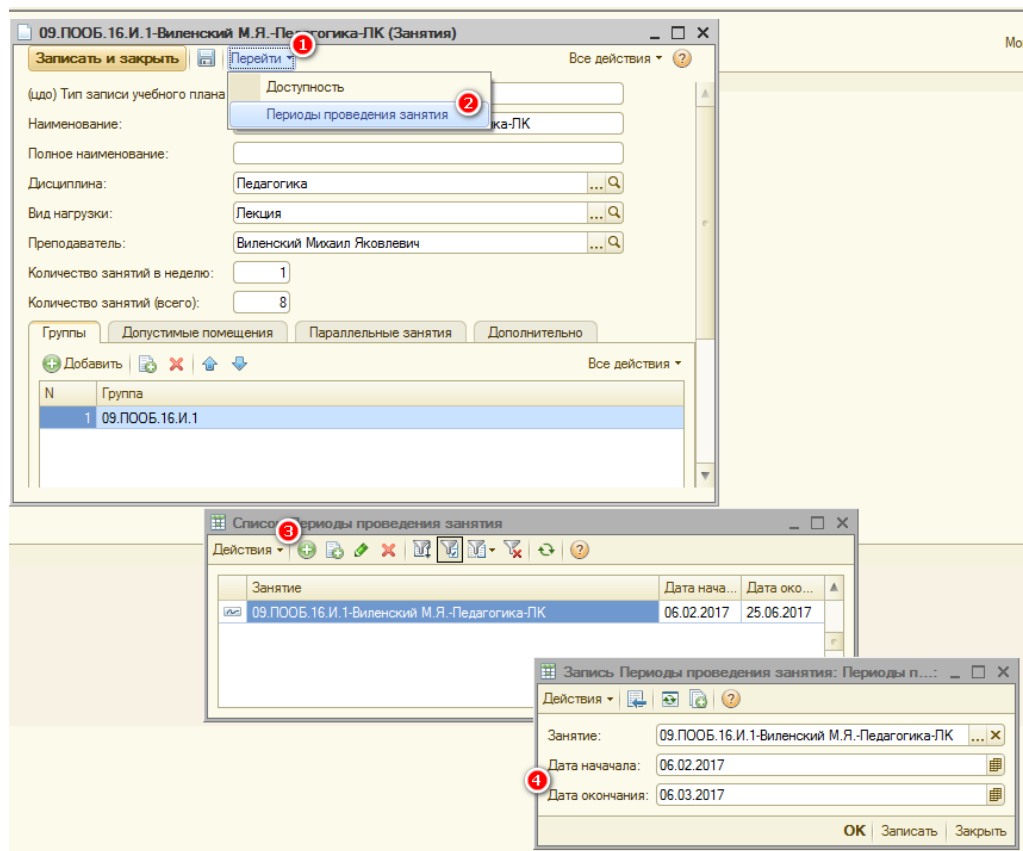 09.ПООБ.16.И.1-Виленский М.Я.-Педагогика-ЛК (Занятия)
1
Мо
Записать и закрыть Перейти Все действия ?
Доступность
(цдо) Тип записи учебного плана
2
Периоды проведения занятия
Наименование: ка-ЛК
Полное наименование:
Дисциплина: Педагогика ...
Вид нагрузки: Лекция ...
Преподаватель: Виленский Михаил Яковлевич ...
Количество занятий в неделю: 1
Количество занятий (всего): 8
Группы Допустимые помещения Параллельные занятия Дополнительно
Добавить Все действия
N Группа
1 09.ПООБ.16.И.1
Список Периоды проведения занятия
3
Действия ?
Занятие Дата нача... Дата око...
09.ПООБ.16.И.1-Виленский М.Я.-Педагогика-ЛК 06.02.2017 25.06.2017
Запись Периоды проведения занятия: Периоды п...:
Действия ?
Занятие: 09.ПООБ.16.И.1-Виленский М.Я.-Педагогика-ЛК ...
Дата начачала: 06.02.2017
4
Дата окончания: 06.03.2017
OK Записать Закрыть